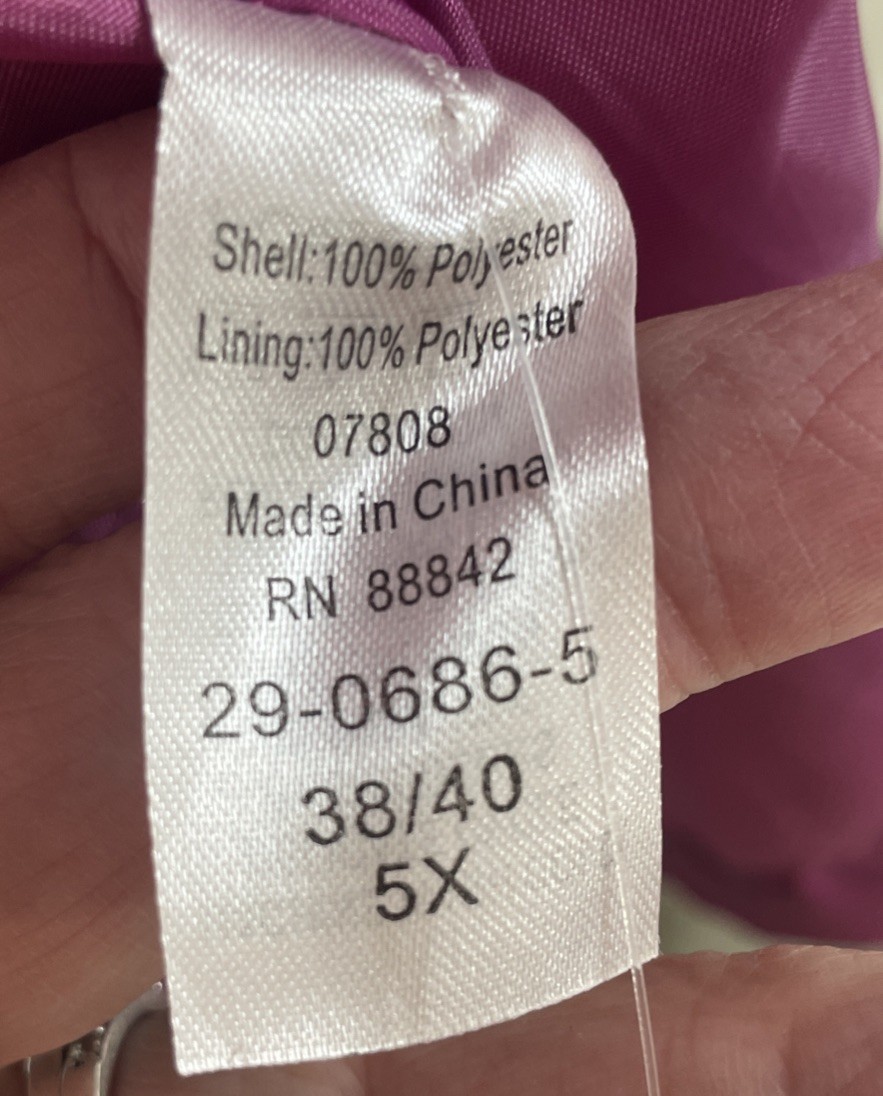 Shell:100% Polyester
Lining:100% Polyester
07808
Made in China
RN 88842
29-0686-5
38/40
5X